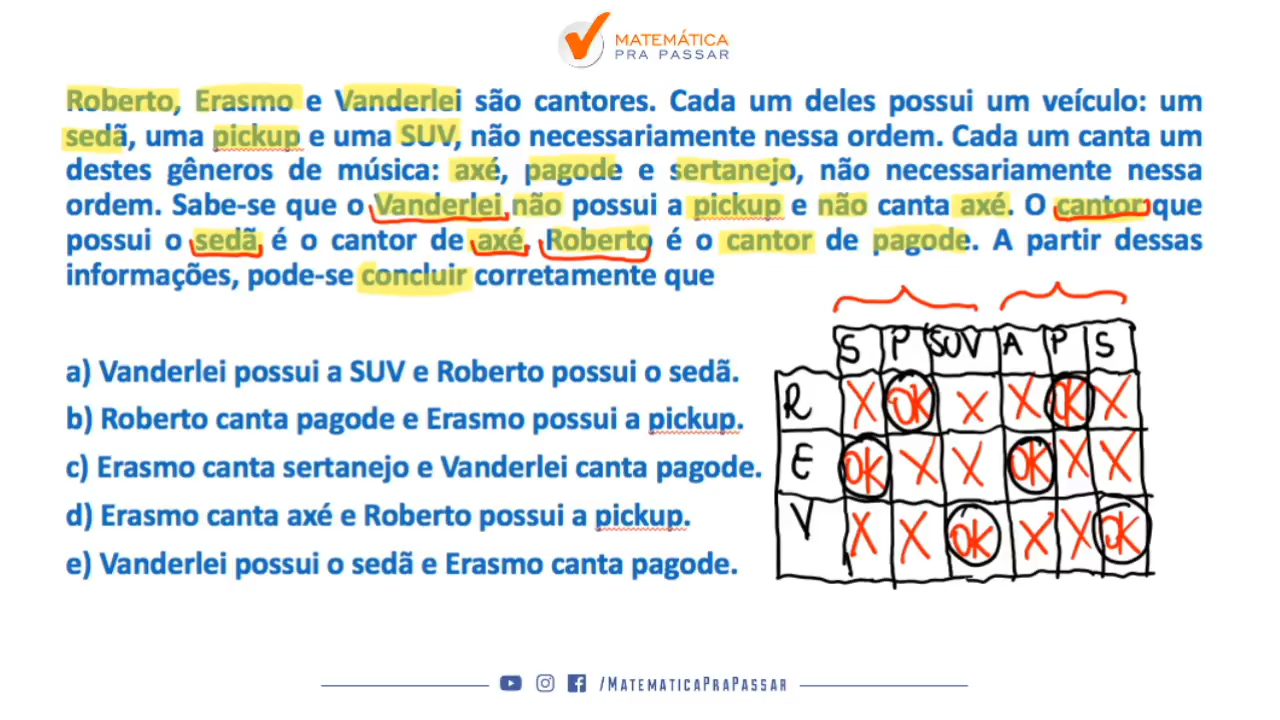 MATEMÁTICA
PRA PASSAR
Roberto, Erasmo e Vanderlei são cantores. Cada um deles possui um veículo: um
sedã, uma pickup e uma SUV, não necessariamente nessa ordem. Cada um canta um
destes gêneros de música: axé, pagode e sertanejo, não necessariamente nessa
ordem. Sabe-se que o Vanderlei não possui a pickup e não canta axé. O cantor que
possui o sedã é o cantor de axé. Roberto é o cantor de pagode. A partir dessas
informações, pode-se concluir corretamente que
a) Vanderlei possui a SUV e Roberto possui o sedã.
b) Roberto canta pagode e Erasmo possui a pickup.
c) Erasmo canta sertanejo e Vanderlei canta pagode.
d) Erasmo canta axé e Roberto possui a pickup.
e) Vanderlei possui o sedã e Erasmo canta pagode.
S P SUV A P S
R X OK X X OK X
E OK X X OK X X
V X X OK X X OK
/MATEMATICAPRAPASSAR